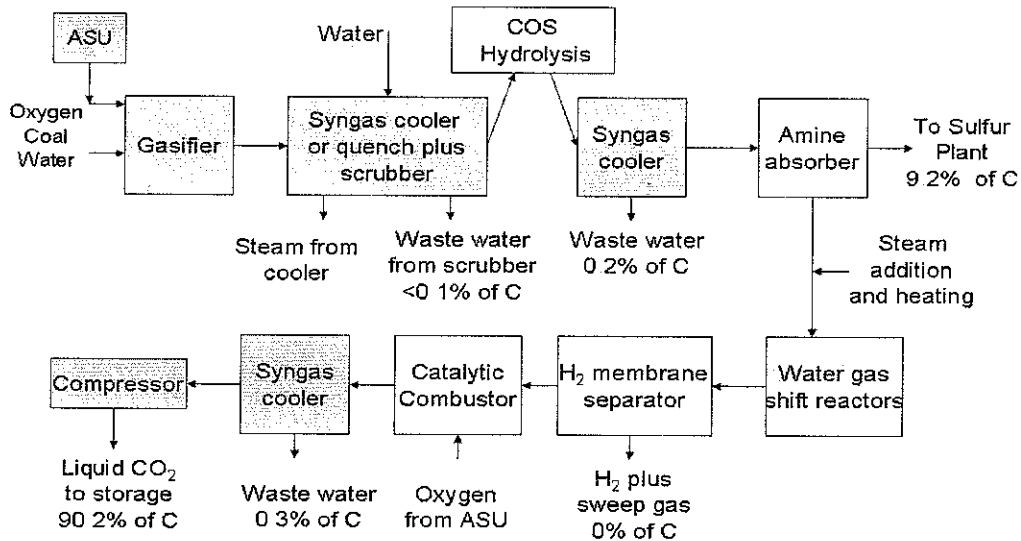 ASU
Water
COS
Hydrolysis
Oxygen
Coal
Water
Gasifier
Syngas cooler
or quench plus
scrubber
Syngas
cooler
Amine
absorber
To Sulfur
Plant
9.2% of C
Steam from
cooler
Waste water
from scrubber
<0 1% of C
Waste water
0.2% of C
Steam
addition
and heating
Compressor
Syngas
cooler
Catalytic
Combustor
H₂ membrane
separator
Water gas
shift reactors
Liquid CO₂
to storage
90 2% of C
Waste water
0 3% of C
Oxygen
from ASU
H₂ plus
sweep gas
0% of C